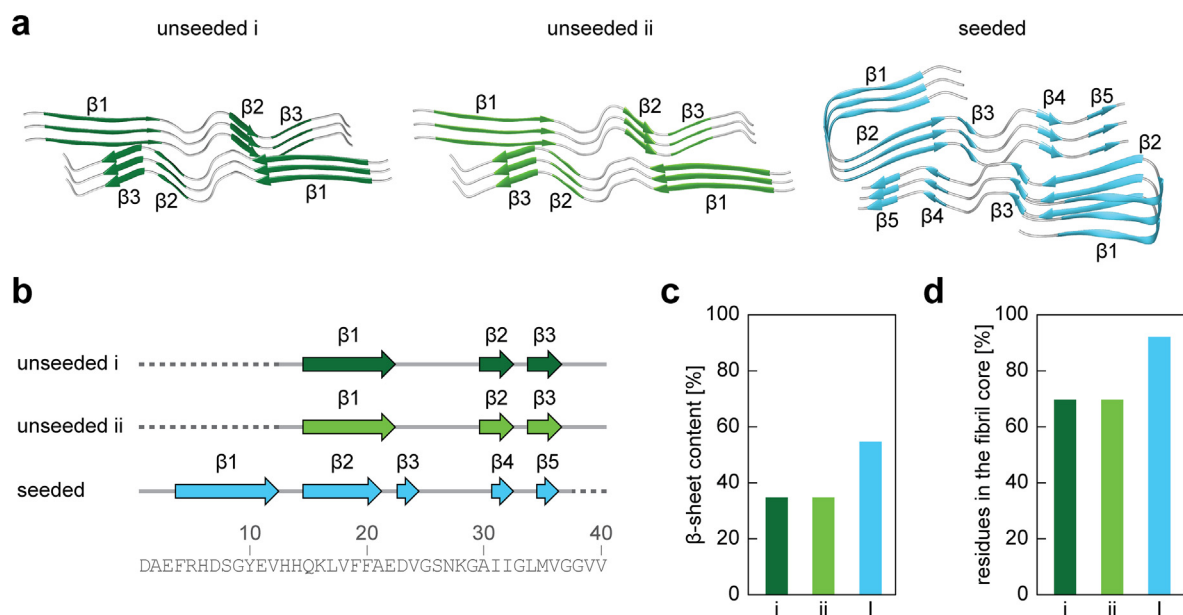 a
unseeded i
unseeded ii
seeded
β1
β2
β3
β3
β2
β1
β1
β2
β3
β3
β2
β1
β1
β2
β3
β4
β5
β2
β5
β4
β3
β1
b
unseeded i
β1
β2
β3
unseeded ii
β1
β2
β3
seeded
β1
β2
β3
β4
β5
10
20
30
40
DAEFRHDSGYEVHHQKLVFFAEDVGSNKGAIIGLMVGGVV
c
β-sheet content [%]
100
80
60
40
20
0
i
ii
I
d
residues in the fibril core [%]
100
80
60
40
20
0
i
ii
I